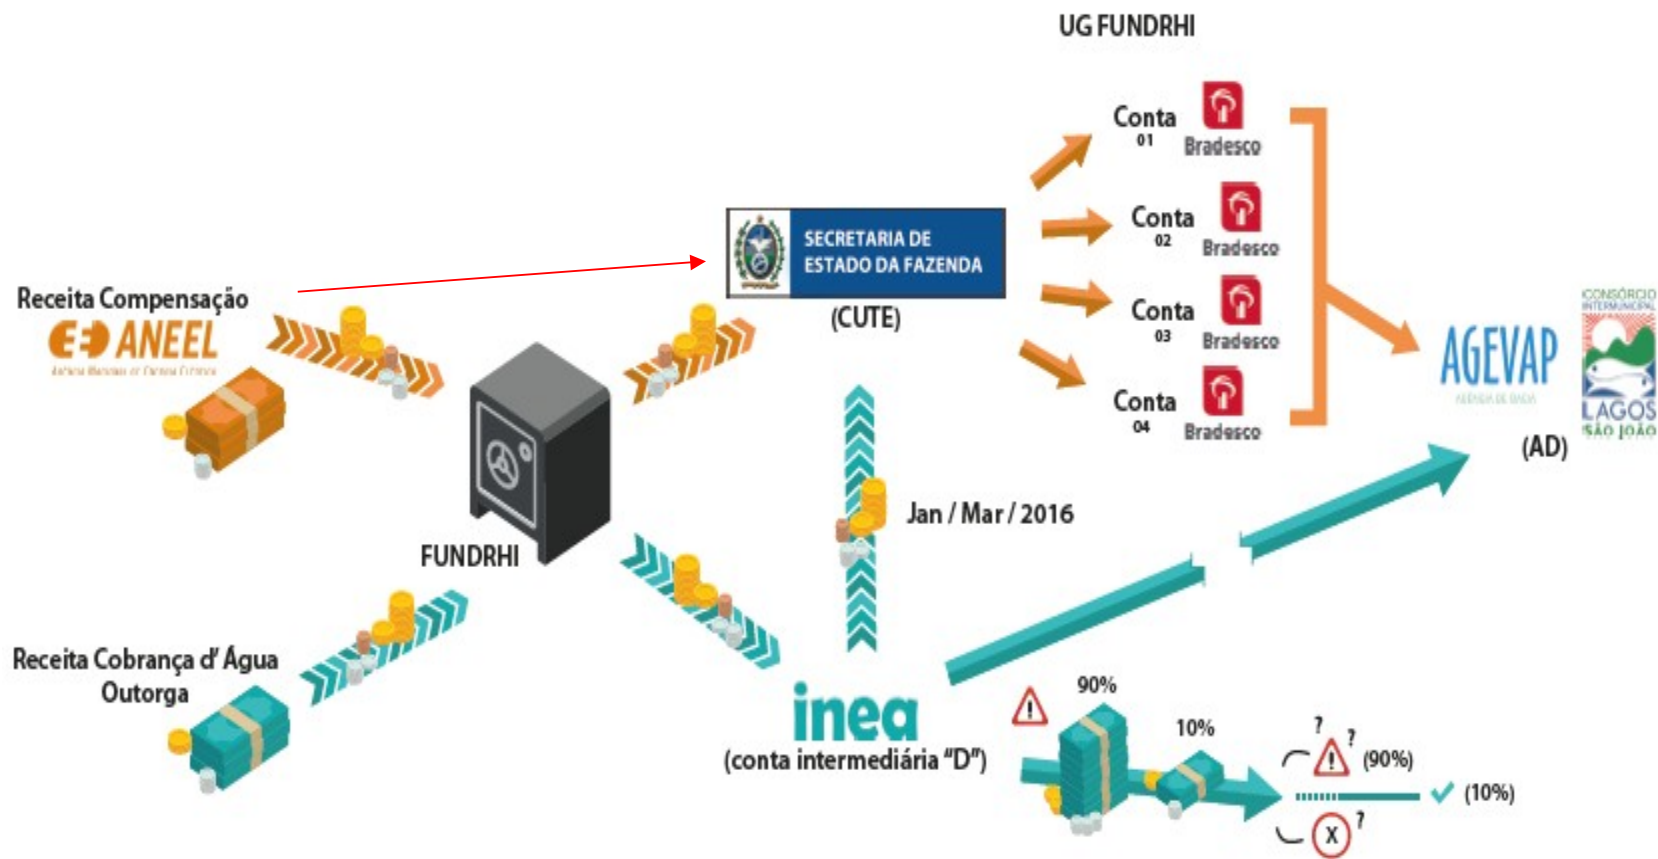 UG FUNDRHI
Conta
01
Bradesco
Conta
02
Bradesco
Conta
03
Bradesco
Conta
04
Bradesco
SECRETARIA DE
ESTADO DA FAZENDA
(CUTE)
Receita Compensação
ANEEL
FUNDRHI
Receita Cobrança d' Água
Outorga
Jan / Mar / 2016
inea
(conta intermediária "D")
AGEVAP
CONSÓRCIO
INTERMUNICIPAL
LAGOS
SÃO JOÃO
(AD)
!
90%
10%
? ?
! (90%)
(10%)
X ?